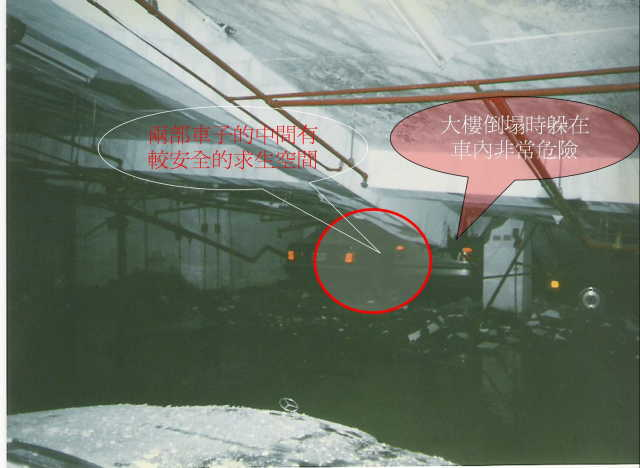 兩部車子的中間有
較安全的求生空間
大樓倒塌時躲在
車內非常危險